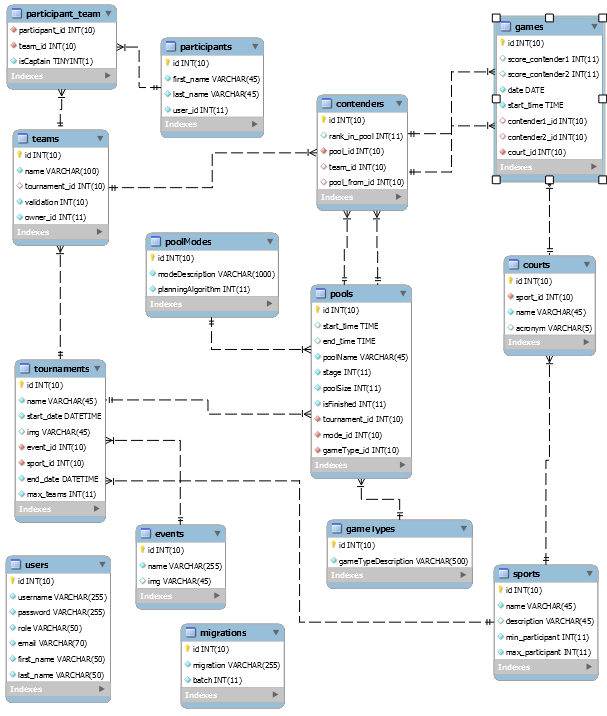 participant_team
participant_id INT(10)
team_id INT(10)
isCaptain TINYINT(1)
Indexes
participants
id INT(10)
first_name VARCHAR(45)
last_name VARCHAR(45)
user_id INT(11)
Indexes
games
id INT(10)
score_contender1 INT(11)
score_contender2 INT(11)
date DATE
start_time TIME
contender1_id INT(10)
contender2_id INT(10)
court_id INT(10)
Indexes
contenders
id INT(10)
rank_in_pool INT(11)
pool_id INT(10)
team_id INT(10)
pool_from_id INT(10)
Indexes
teams
id INT(10)
name VARCHAR(100)
tournament_id INT(10)
validation INT(10)
owner_id INT(11)
Indexes
poolModes
id INT(10)
modeDescription VARCHAR(1000)
planningAlgorithm INT(11)
Indexes
courts
id INT(10)
sport_id INT(10)
name VARCHAR(45)
acronym VARCHAR(5)
Indexes
pools
id INT(10)
start_time TIME
end_time TIME
poolName VARCHAR(45)
stage INT(11)
poolSize INT(11)
isFinished INT(11)
tournament_id INT(10)
mode_id INT(10)
gameType_id INT(10)
Indexes
tournaments
id INT(10)
name VARCHAR(45)
start_date DATETIME
img VARCHAR(45)
event_id INT(10)
sport_id INT(10)
end_date DATETIME
max_teams INT(11)
Indexes
events
id INT(10)
name VARCHAR(255)
img VARCHAR(45)
Indexes
gameTypes
id INT(10)
gameTypeDescription VARCHAR(500)
Indexes
users
id INT(10)
username VARCHAR(255)
password VARCHAR(255)
role VARCHAR(50)
email VARCHAR(70)
first_name VARCHAR(50)
last_name VARCHAR(50)
Indexes
migrations
id INT(10)
migration VARCHAR(255)
batch INT(11)
Indexes
sports
id INT(10)
name VARCHAR(45)
description VARCHAR(45)
min_participant INT(11)
max_participant INT(11)
Indexes